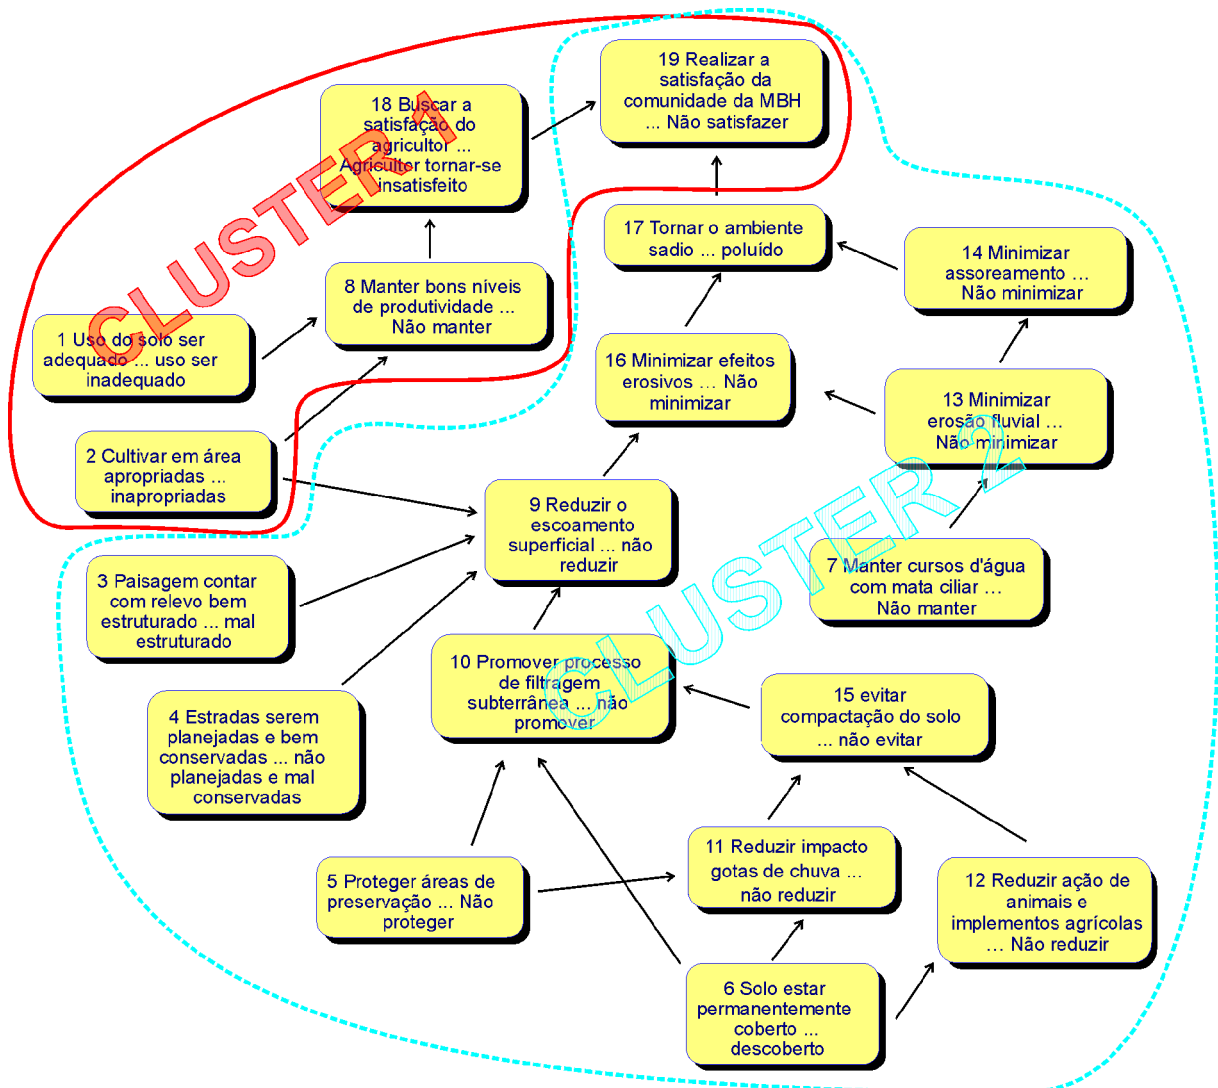 19 Realizar a
satisfação da
comunidade da MBH
... Não satisfazer
18 Buscar a
satisfação do
agricultor ...
Agricultor tornar-se
insatisfeito
CLUSTER 1
17 Tornar o ambiente
sadio ... poluído
14 Minimizar
assoreamento ...
Não minimizar
8 Manter bons níveis
de produtividade ...
Não manter
1 Uso do solo ser
adequado ... uso ser
inadequado
16 Minimizar efeitos
erosivos ... Não
minimizar
13 Minimizar
erosão fluvial ...
Não minimizar
2 Cultivar em área
apropriadas ...
inapropriadas
9 Reduzir o
escoamento
superficial ... não
reduzir
CLUSTER 2
3 Paisagem contar
com relevo bem
estruturado ... mal
estruturado
7 Manter cursos d'água
com mata ciliar ...
Não manter
10 Promover processo
de filtragem
subterrânea ... não
promover
15 evitar
compactação do solo
... não evitar
4 Estradas serem
planejadas e bem
conservadas ... não
planejadas e mal
conservadas
11 Reduzir impacto
gotas de chuva ...
não reduzir
5 Proteger áreas de
preservação ... Não
proteger
12 Reduzir ação de
animais e
implementos agrícolas
... Não reduzir
6 Solo estar
permanentemente
coberto ...
descoberto